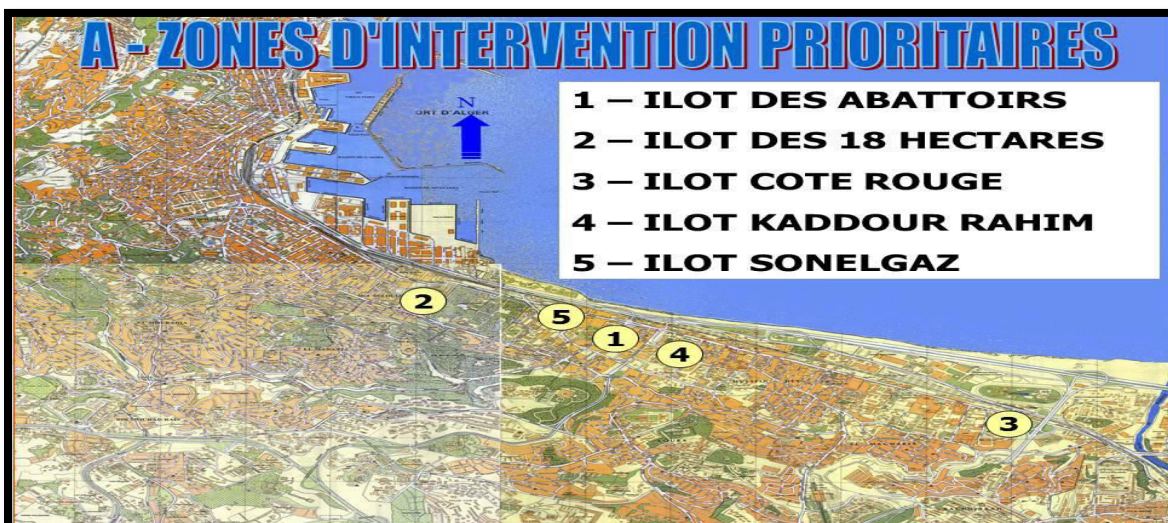 A - ZONES D'INTERVENTION PRIORITAIRES
1 – ILOT DES ABATTOIRS
2 – ILOT DES 18 HECTARES
3 – ILOT COTE ROUGE
4 – ILOT KADDOUR RAHIM
5 – ILOT SONELGAZ
N
PORT D'ALGER
2
5
1
4
3